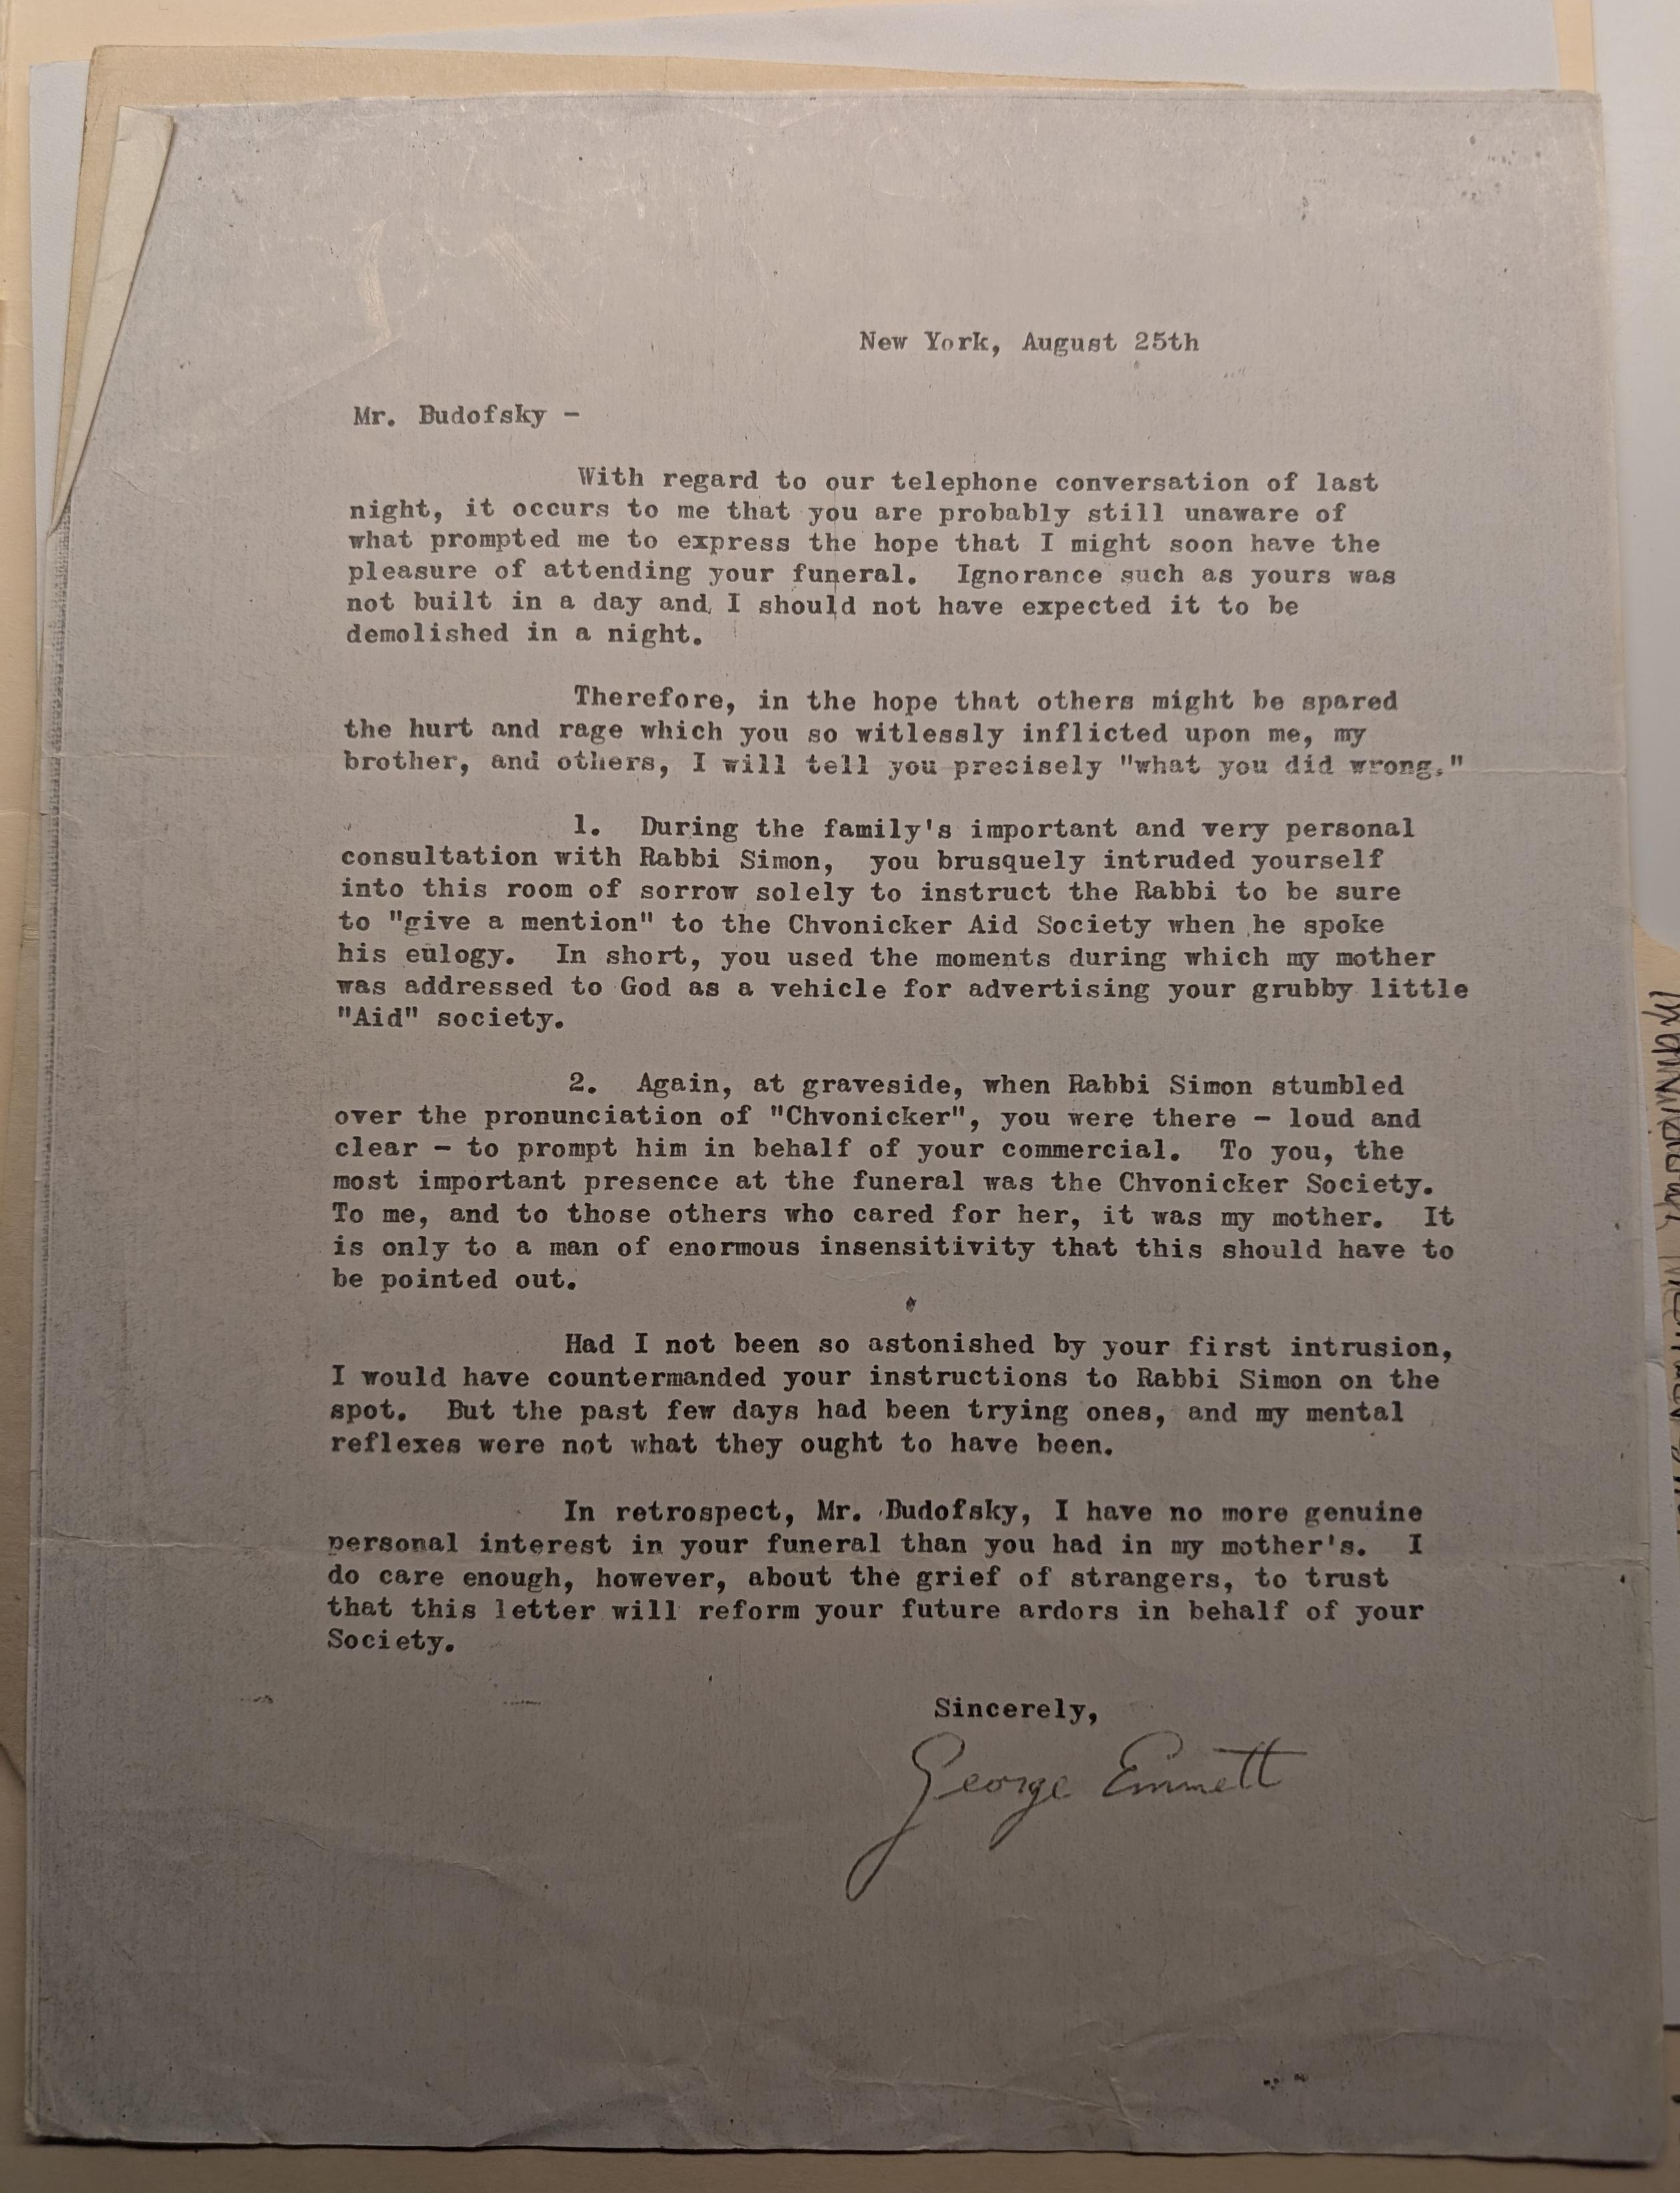 New York, August 25th
Mr. Budofsky -
With regard to our telephone conversation of last
night, it occurs to me that you are probably still unaware of
what prompted me to express the hope that I might soon have the
pleasure of attending your funeral. Ignorance such as yours was
not built in a day and I should not have expected it to be
demolished in a night.
Therefore, in the hope that others might be spared
the hurt and rage which you so witlessly inflicted upon me, my
brother, and others, I will tell you precisely "what you did wrong."
1. During the family's important and very personal
consultation with Rabbi Simon, you brusquely intruded yourself
into this room of sorrow solely to instruct the Rabbi to be sure
to "give a mention" to the Chvonicker Aid Society when he spoke
his eulogy. In short, you used the moments during which my mother
was addressed to God as a vehicle for advertising your grubby little
"Aid" society.
2. Again, at graveside, when Rabbi Simon stumbled
over the pronunciation of "Chvonicker", you were there - loud and
clear - to prompt him in behalf of your commercial. To you, the
most important presence at the funeral was the Chvonicker Society.
To me, and to those others who cared for her, it was my mother. It
is only to a man of enormous insensitivity that this should have to
be pointed out.
Had I not been so astonished by your first intrusion,
I would have countermanded your instructions to Rabbi Simon on the
spot. But the past few days had been trying ones, and my mental
reflexes were not what they ought to have been.
In retrospect, Mr. Budofsky, I have no more genuine
personal interest in your funeral than you had in my mother's. I
do care enough, however, about the grief of strangers, to trust
that this letter will reform your future ardors in behalf of your
Society.
Sincerely,
George Emmett